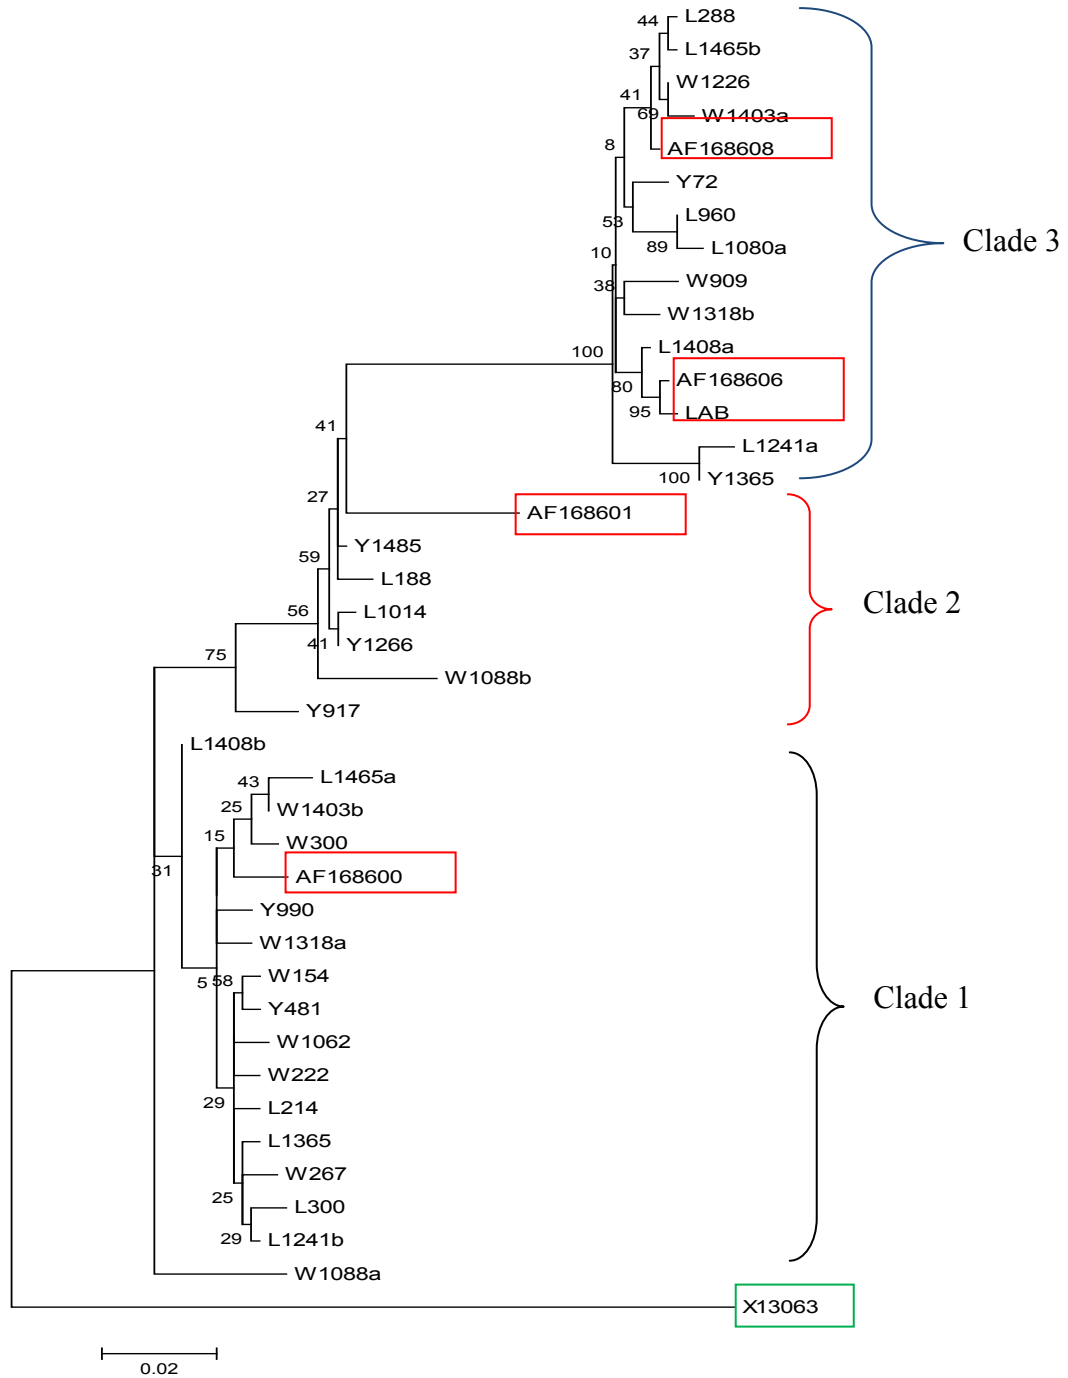 44
L288
L1465b
37
W1226
41
69
W1403a
AF168608
8
Y72
53
L960
89
L1080a
Clade 3
10
38
W909
W1318b
100
L1408a
80
AF168606
95
LAB
41
L1241a
100
Y1365
27
AF168601
59
Y1485
L188
56
L1014
41
Y1266
Clade 2
75
W1088b
Y917
L1408b
43
L1465a
25
W1403b
15
W300
31
AF168600
Y990
W1318a
5
58
W154
Y481
Clade 1
W1062
W222
29
L214
L1365
W267
25
L300
29
L1241b
W1088a
X13063
0.02